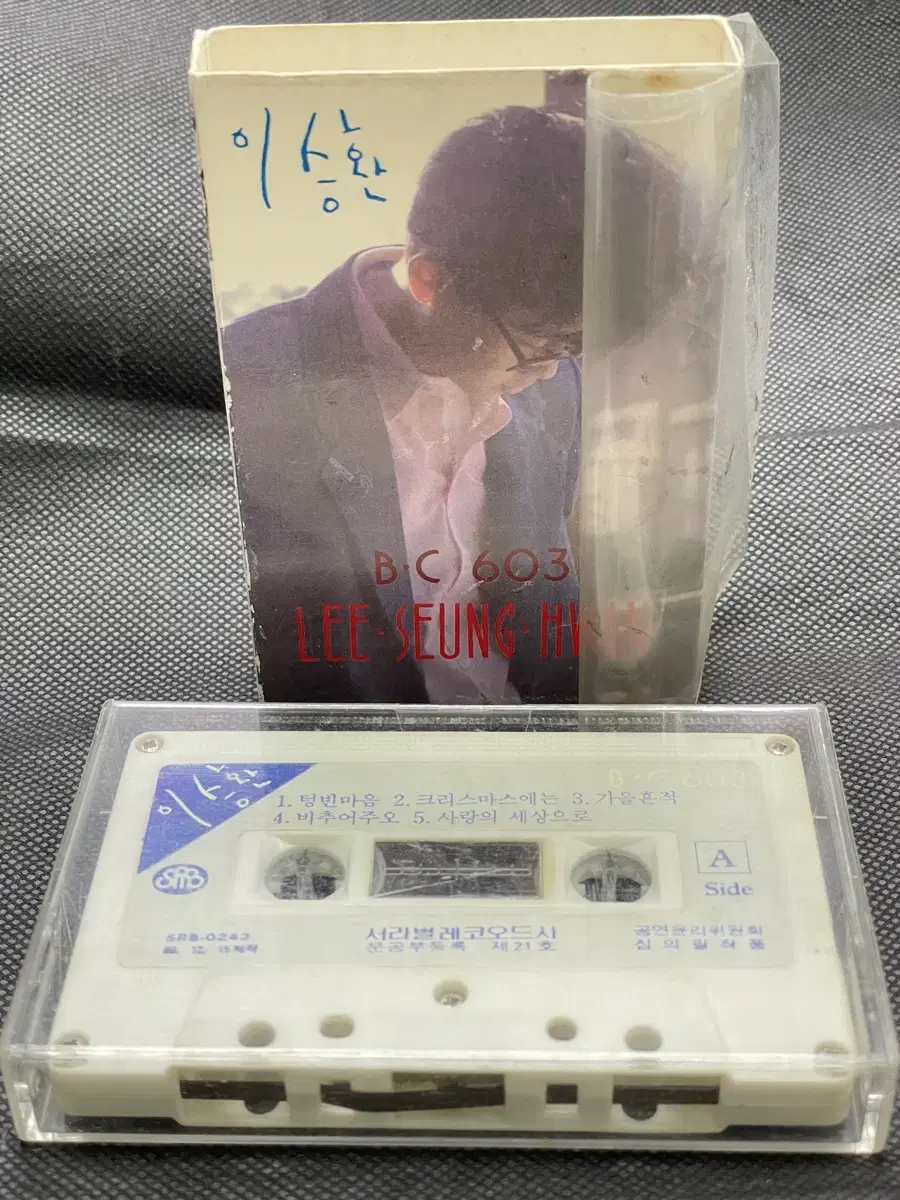 이승환
B·C 603
LEE·SEUNG·HWAN
이승환
B·C 603
1. 텅빈마음 2. 크리스마스에는 3. 가을흔적
4. 비추어주오 5. 사랑의 세상으로
A
Side
SRB
SRB-0243
서라벌레코오드사
공연윤리위원회
문공부등록 제21호
심의필작품